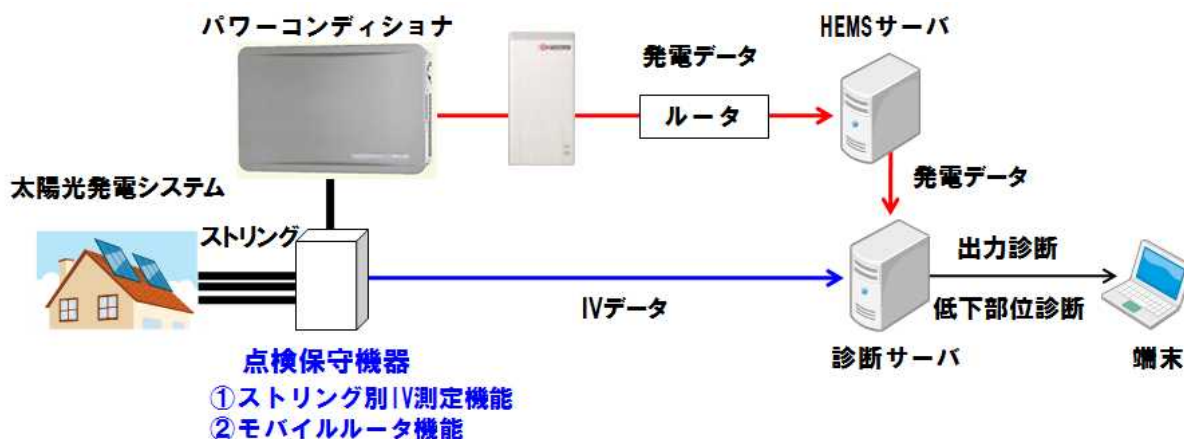 パワーコンディショナ
HEMSサーバ
発電データ
ルータ
発電データ
太陽光発電システム
ストリング
出力診断
IVデータ
低下部位診断
点検保守機器
診断サーバ
端末
①ストリング別IV測定機能
②モバイルルータ機能